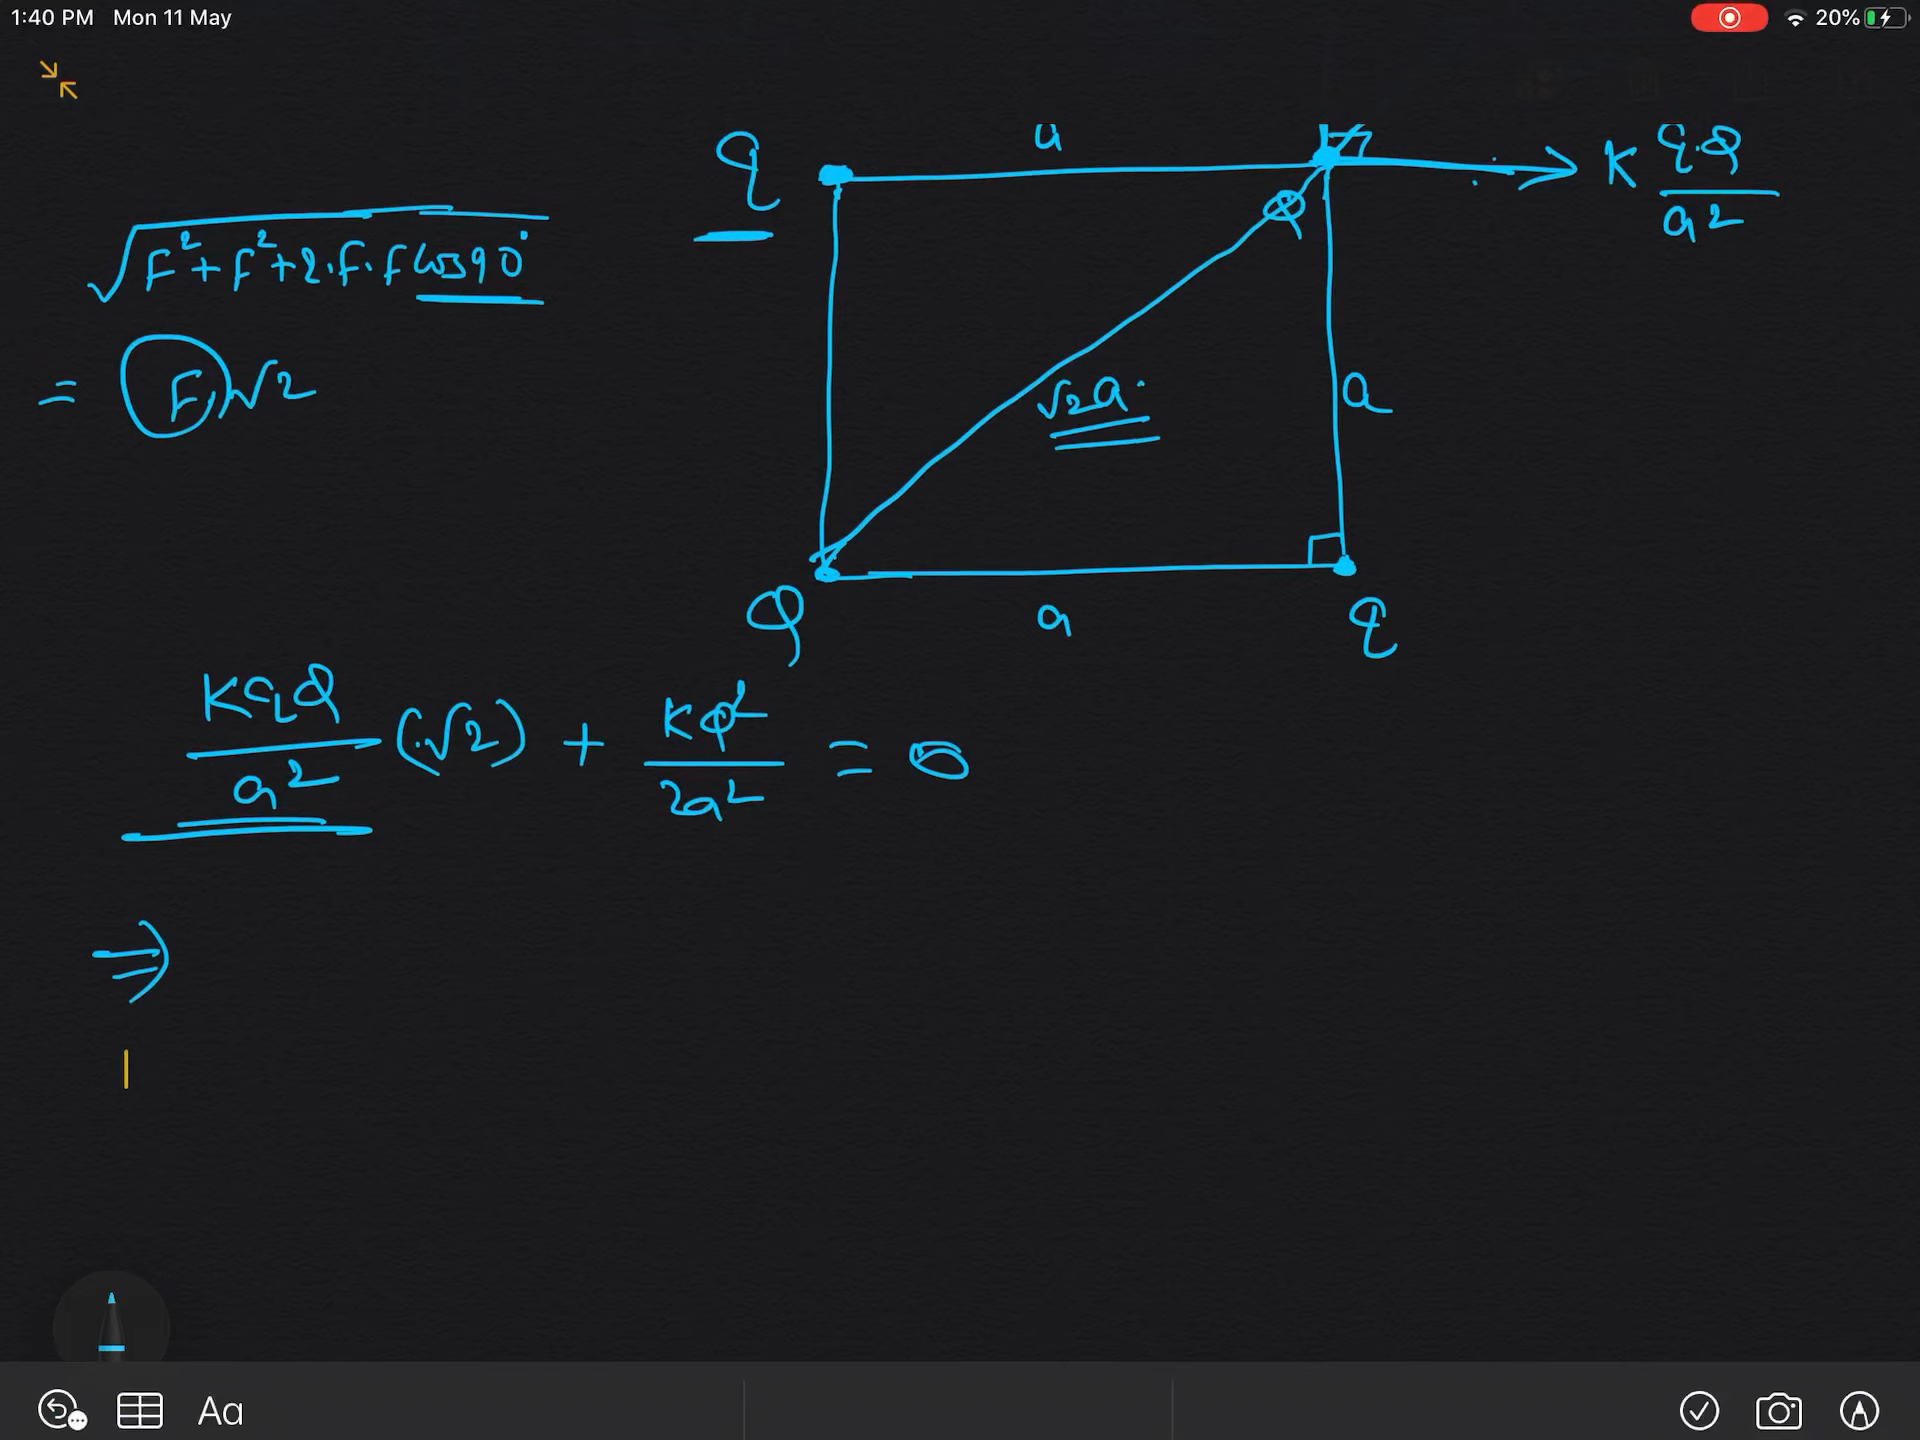 1:40 PM Mon 11 May
20%
q
a
K q.Q / a²
√(F² + F² + 2.F.F cos90°)
= F√2
√2a
a
Q
a
q
KqQ / a² (√2) + KQ² / 2a² = 0
⇒
Aa